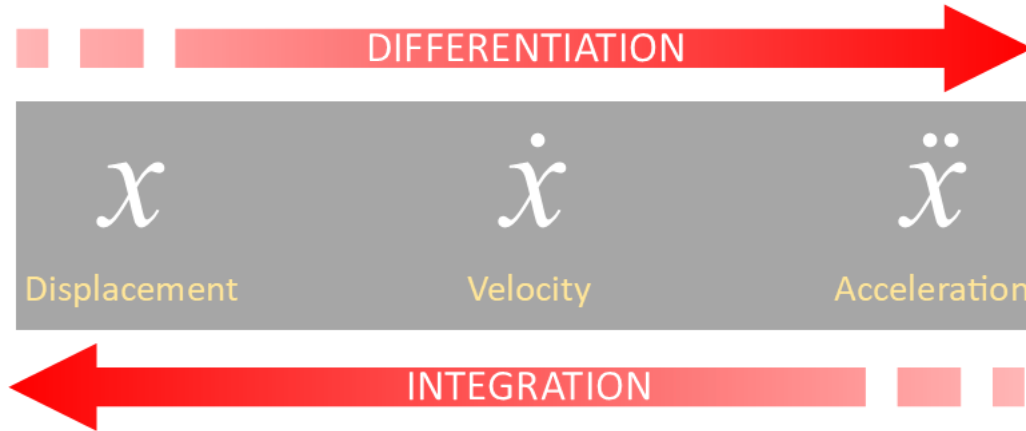 DIFFERENTIATION
x ẋ ẍ
Displacement Velocity Acceleration
INTEGRATION